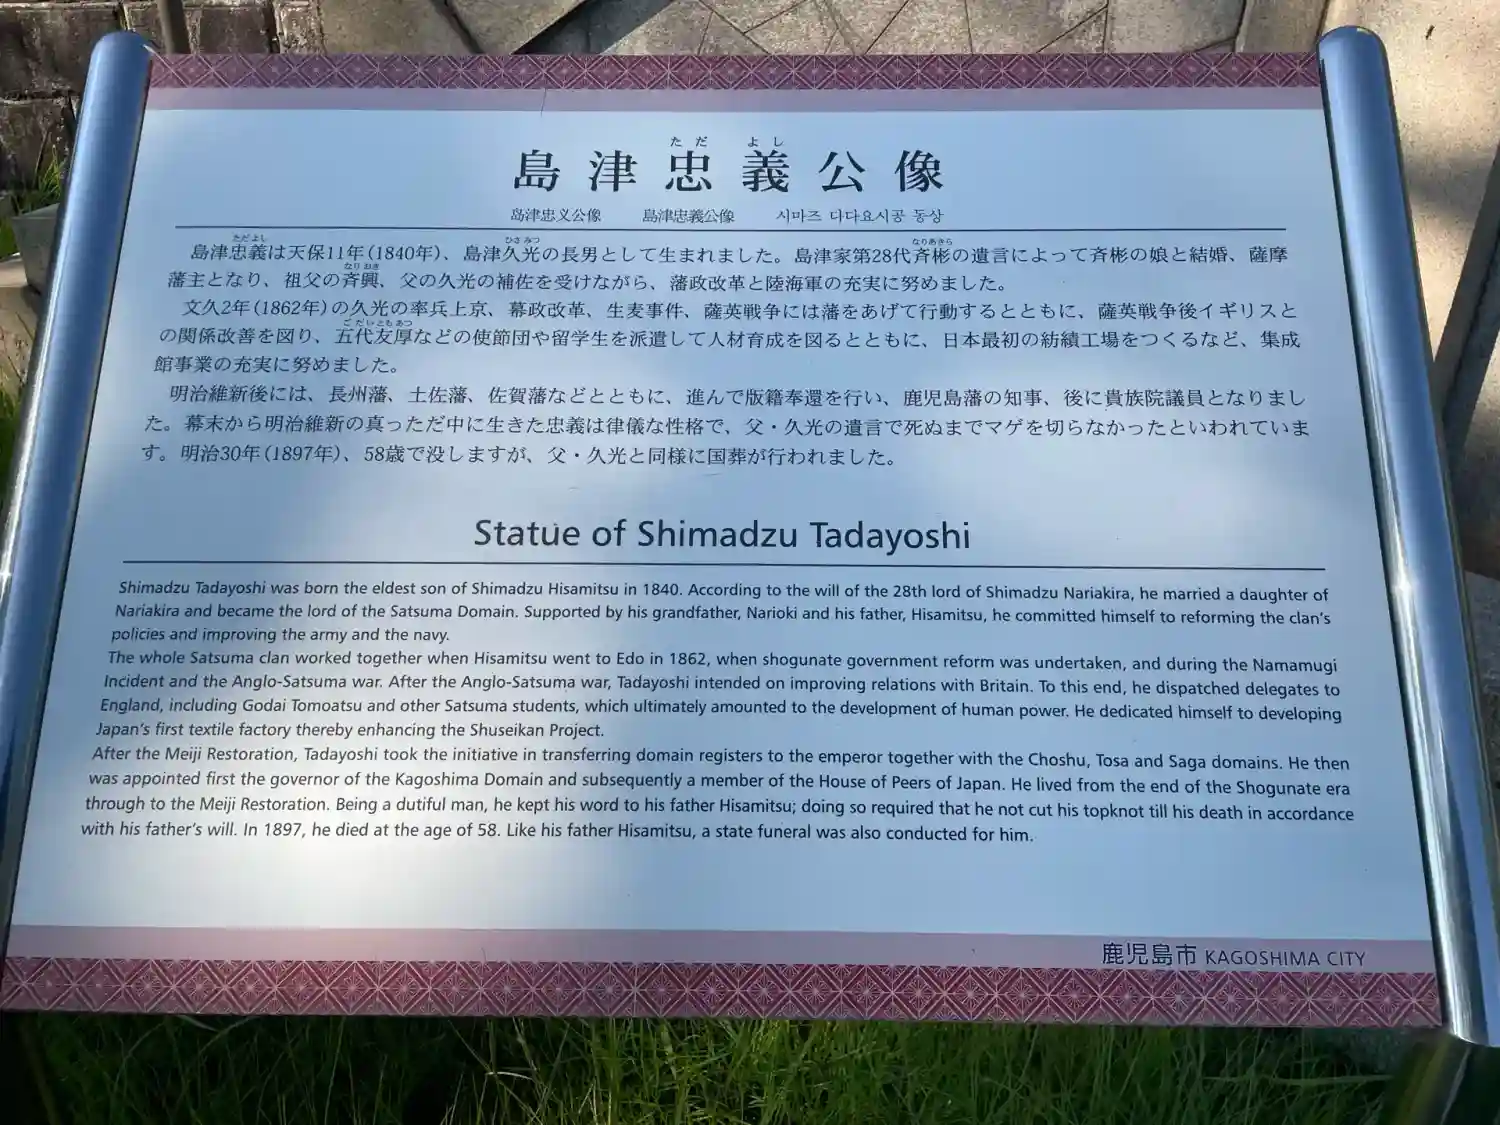 ただ よし
島津忠義公像
島津忠义公像 島津忠義公像 시마즈 다다요시공 동상
ただよし ひさみつ なりあきら
島津忠義は天保11年(1840年)、島津久光の長男として生まれました。島津家第28代斉彬の遺言によって斉彬の娘と結婚、薩摩
なりおき
藩主となり、祖父の斉興、父の久光の補佐を受けながら、藩政改革と陸海軍の充実に努めました。
文久2年(1862年)の久光の率兵上京、幕政改革、生麦事件、薩英戦争には藩をあげて行動するとともに、薩英戦争後イギリスと
ごだいともあつ
の関係改善を図り、五代友厚などの使節団や留学生を派遣して人材育成を図るとともに、日本最初の紡績工場をつくるなど、集成
館事業の充実に努めました。
明治維新後には、長州藩、土佐藩、佐賀藩などとともに、進んで版籍奉還を行い、鹿児島藩の知事、後に貴族院議員となりまし
た。幕末から明治維新の真っただ中に生きた忠義は律儀な性格で、父・久光の遺言で死ぬまでマゲを切らなかったといわれていま
す。明治30年(1897年)、58歳で没しますが、父・久光と同様に国葬が行われました。
Statue of Shimadzu Tadayoshi
Shimadzu Tadayoshi was born the eldest son of Shimadzu Hisamitsu in 1840. According to the will of the 28th lord of Shimadzu Nariakira, he married a daughter of
Nariakira and became the lord of the Satsuma Domain. Supported by his grandfather, Narioki and his father, Hisamitsu, he committed himself to reforming the clan's
policies and improving the army and the navy.
The whole Satsuma clan worked together when Hisamitsu went to Edo in 1862, when shogunate government reform was undertaken, and during the Namamugi
Incident and the Anglo-Satsuma war. After the Anglo-Satsuma war, Tadayoshi intended on improving relations with Britain. To this end, he dispatched delegates to
England, including Godai Tomoatsu and other Satsuma students, which ultimately amounted to the development of human power. He dedicated himself to developing
Japan's first textile factory thereby enhancing the Shuseikan Project.
After the Meiji Restoration, Tadayoshi took the initiative in transferring domain registers to the emperor together with the Choshu, Tosa and Saga domains. He then
was appointed first the governor of the Kagoshima Domain and subsequently a member of the House of Peers of Japan. He lived from the end of the Shogunate era
through to the Meiji Restoration. Being a dutiful man, he kept his word to his father Hisamitsu; doing so required that he not cut his topknot till his death in accordance
with his father's will. In 1897, he died at the age of 58. Like his father Hisamitsu, a state funeral was also conducted for him.
鹿児島市 KAGOSHIMA CITY